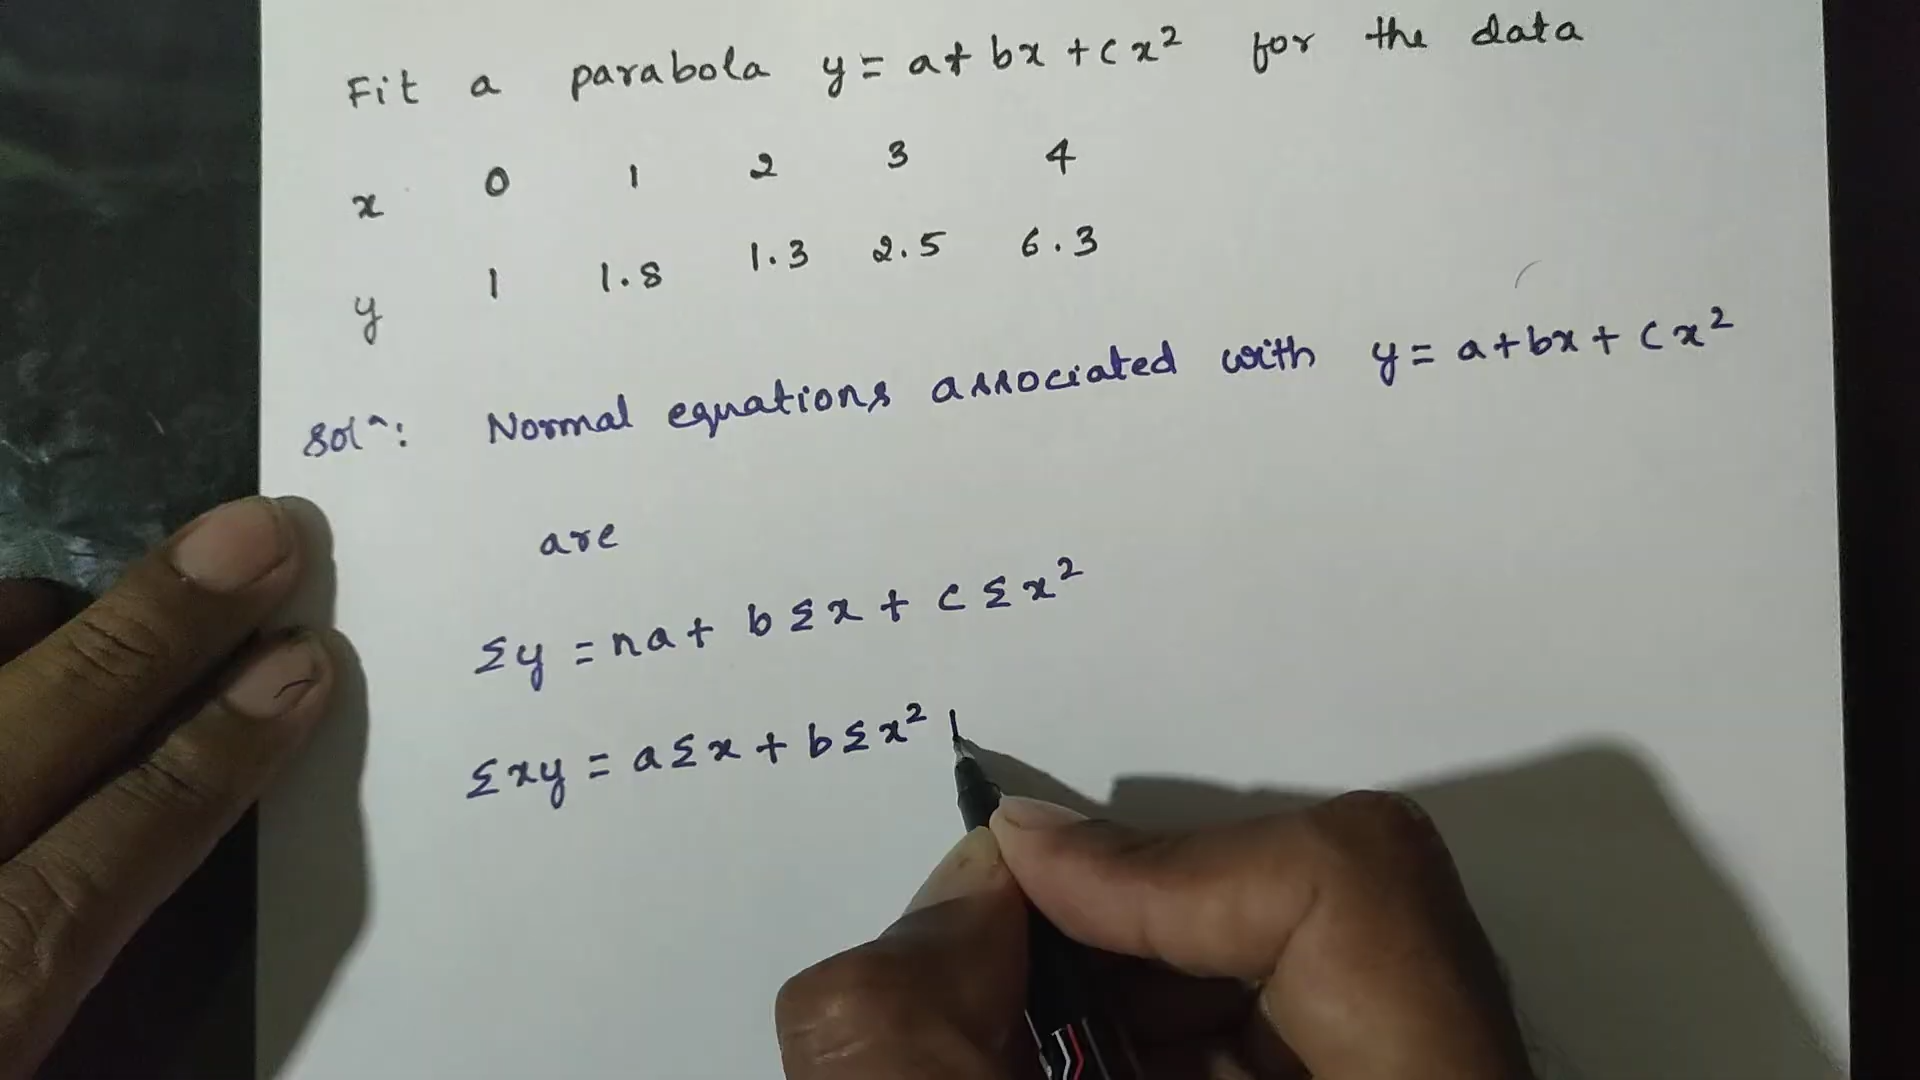 Fit a parabola y = a + bx + cx²   for the data
x 0 1 2 3 4
y 1 1.8 1.3 2.5 6.3
Solⁿ: Normal equations associated with y = a + bx + cx²
are
Σy = na + bΣx + cΣx²
Σxy = aΣx + bΣx²